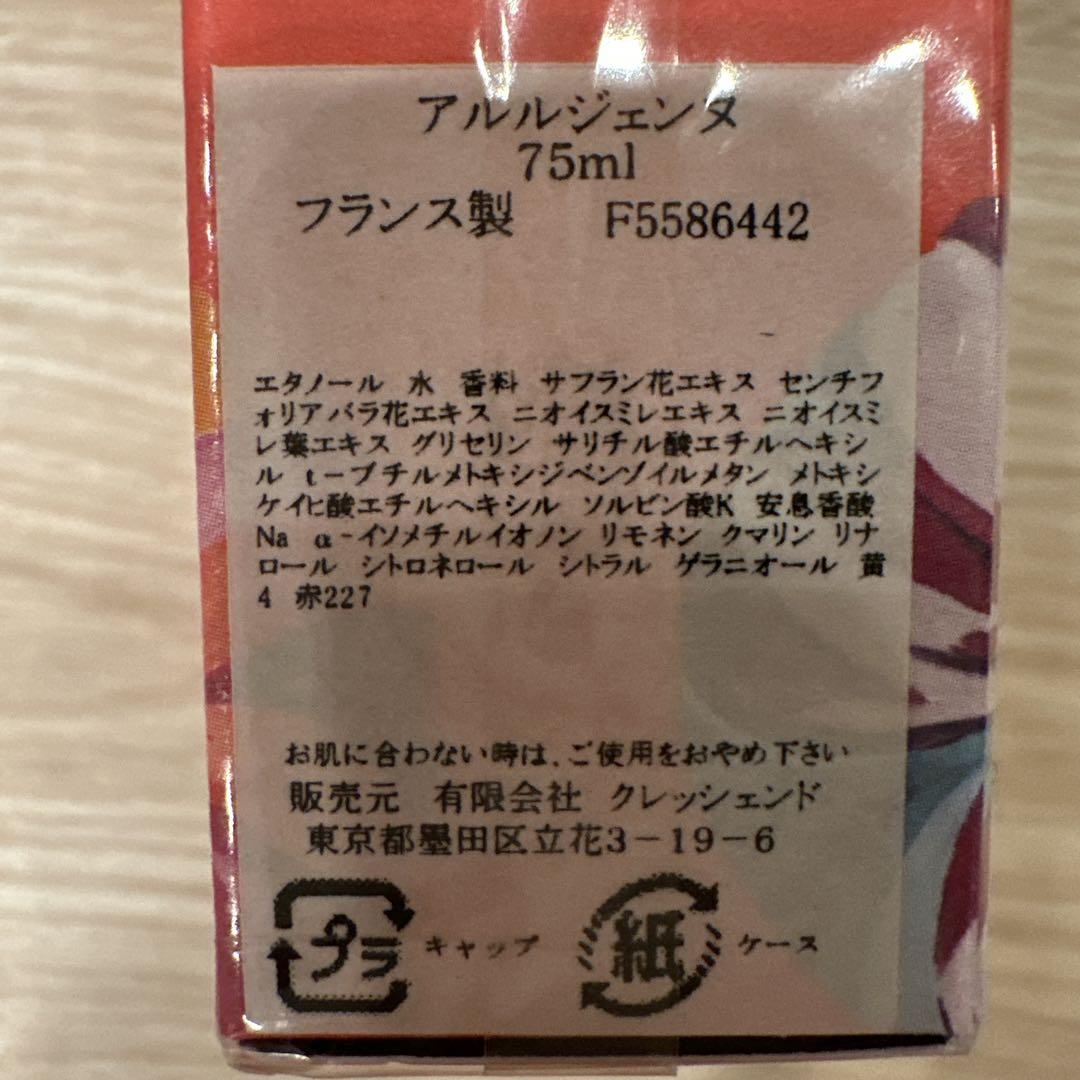 アルルジェンヌ
75ml
フランス製 F5586442
エタノール 水 香料 サフラン花エキス センチフ
ォリアバラ花エキス ニオイスミレエキス ニオイスミ
レ葉エキス グリセリン サリチル酸エチルヘキシ
ル t-ブチルメトキシジベンゾイルメタン メトキシ
ケイヒ酸エチルヘキシル ソルビン酸K 安息香酸
Na α-イソメチルイオノン リモネン クマリン リナ
ロール シトロネロール シトラル ゲラニオール 黄
4 赤227
お肌に合わない時は、ご使用をおやめ下さい
販売元 有限会社 クレッシェンド
東京都墨田区立花3-19-6
プラ キャップ 紙 ケース